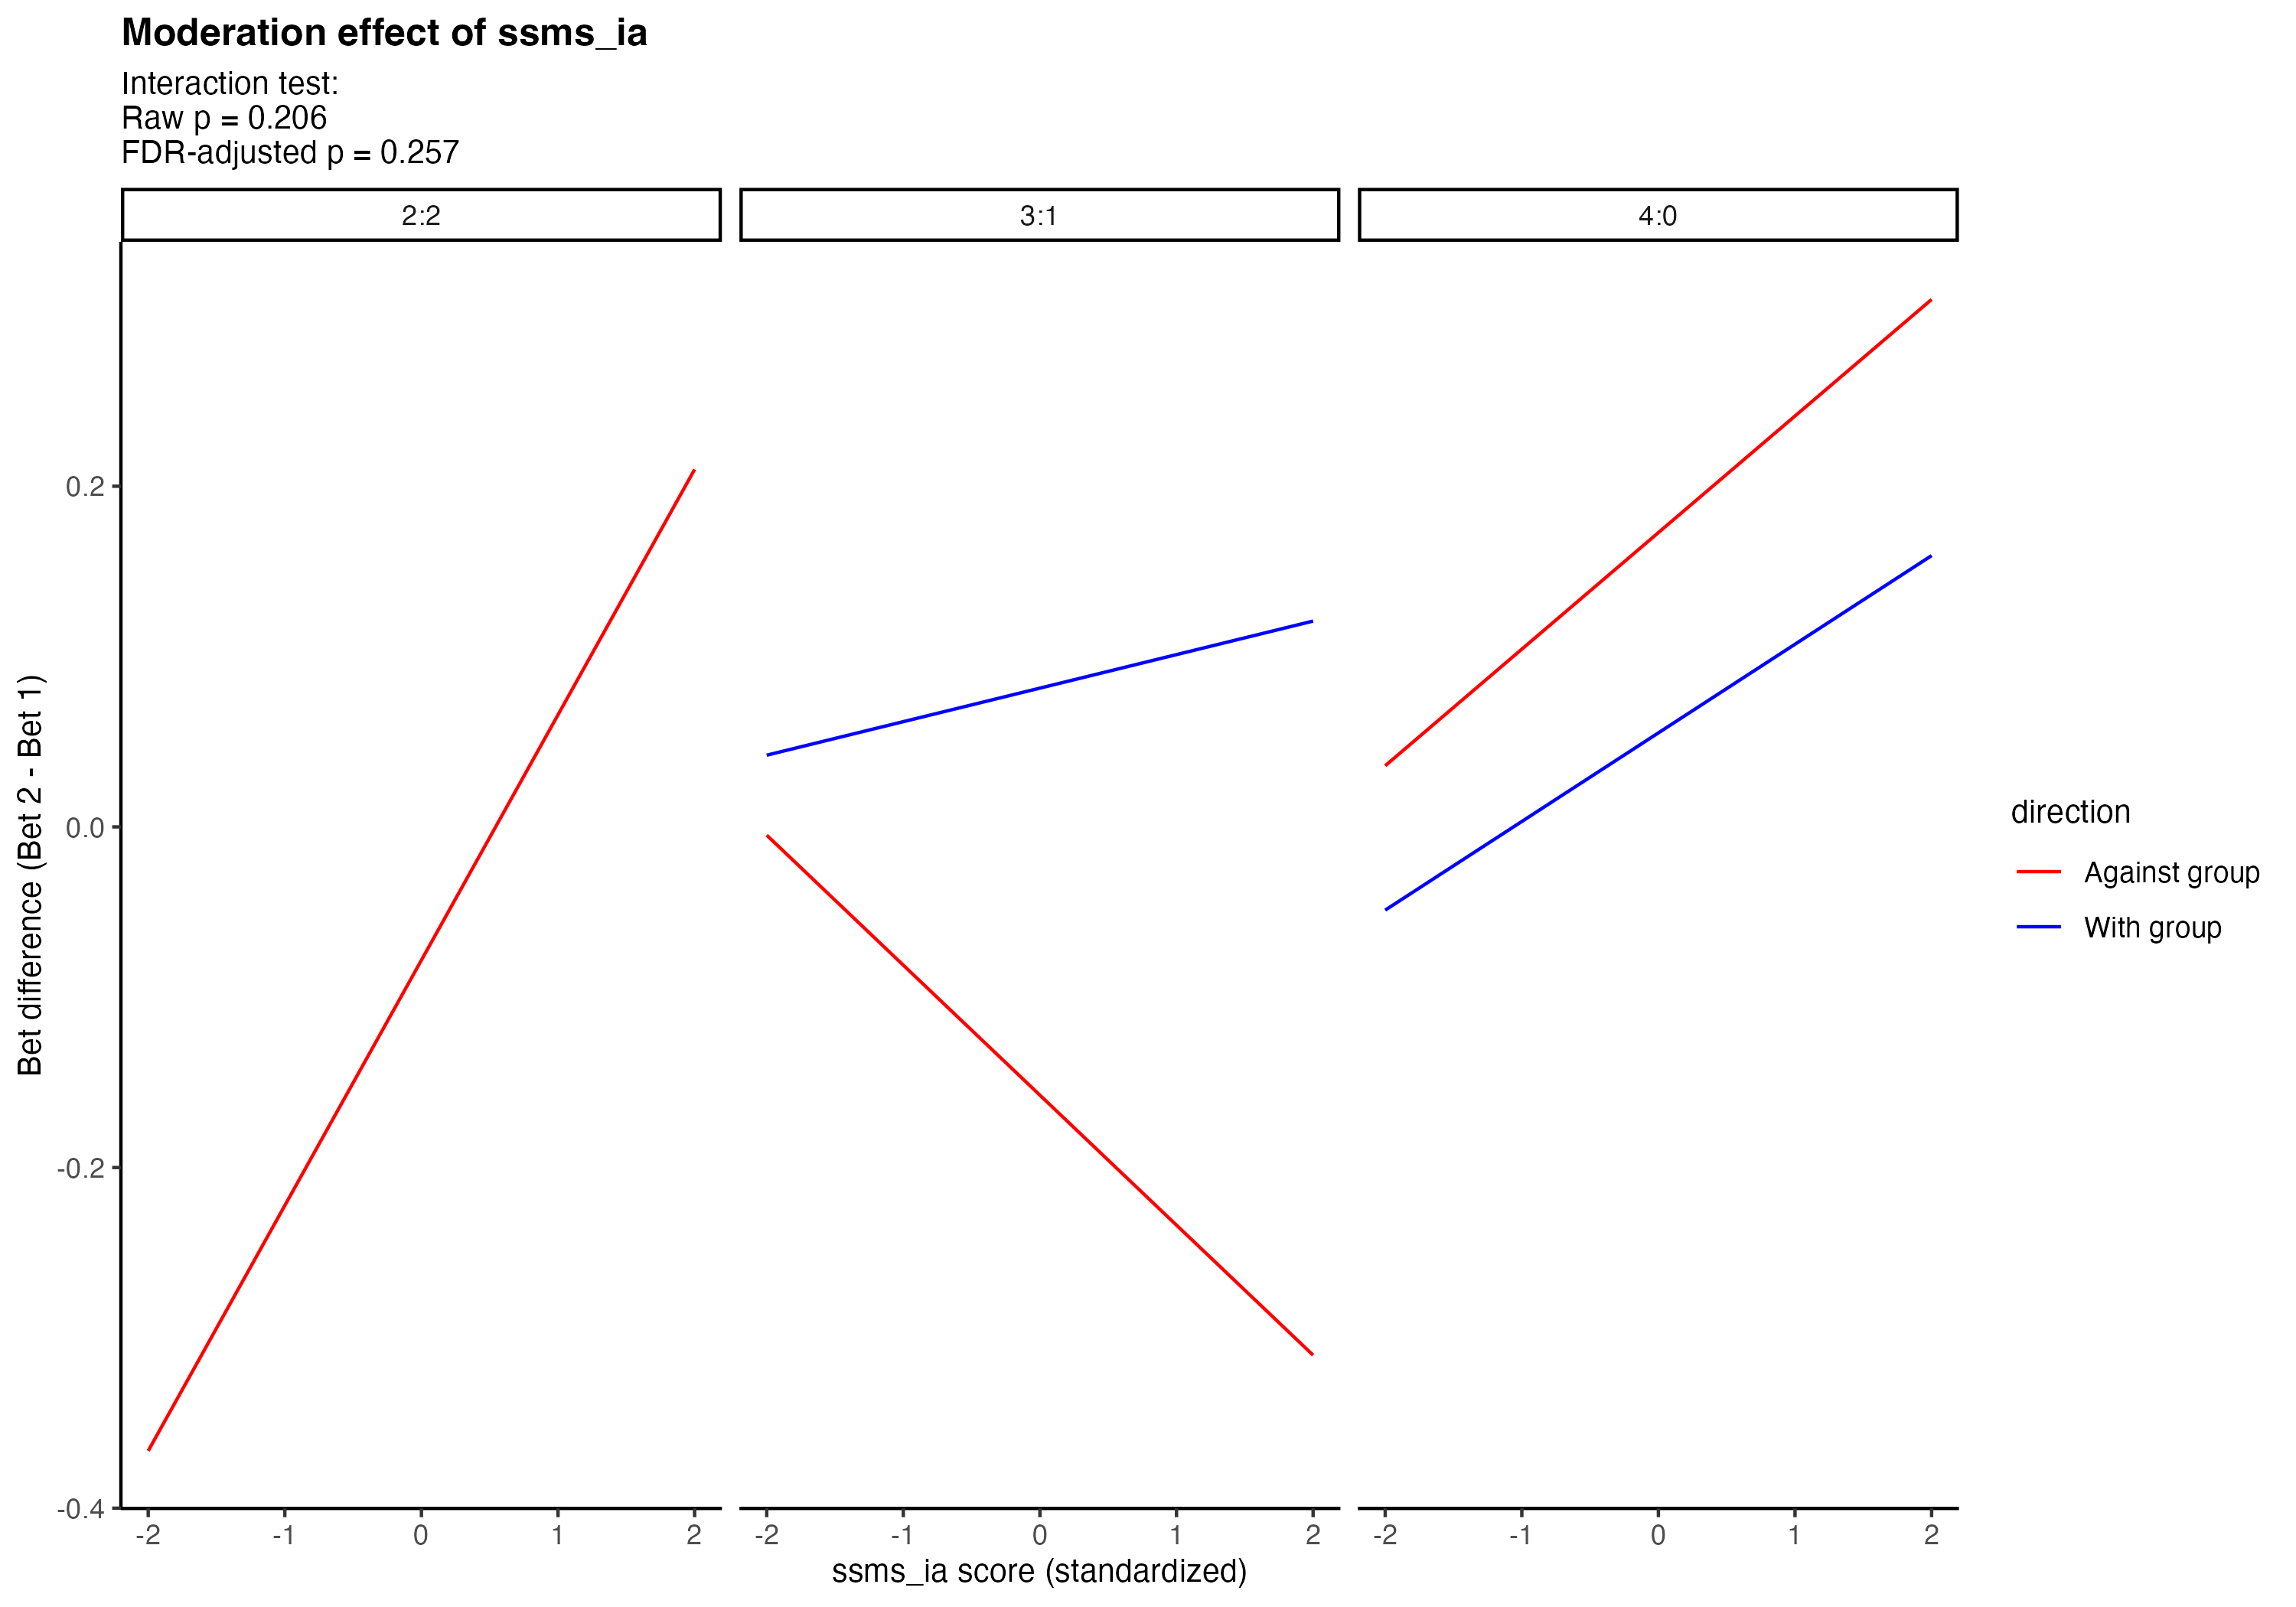 Moderation effect of ssms_ia
Interaction test:
Raw p = 0.206
FDR-adjusted p = 0.257
2:2 3:1 4:0
0.2
0.0
-0.2
-0.4
Bet difference (Bet 2 - Bet 1)
-2 -1 0 1 2 -2 -1 0 1 2 -2 -1 0 1 2
ssms_ia score (standardized)
direction
Against group
With group